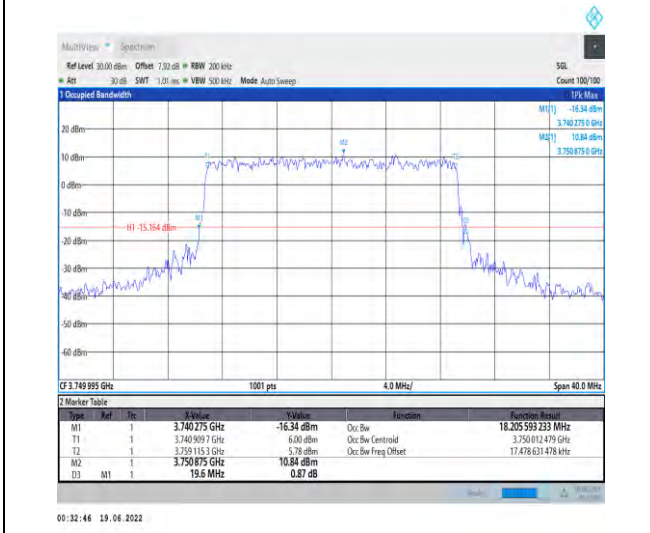 MultiView Spectrum
Ref Level 30.00 dBm Offset 7.92 dB RBW 200 kHz SGL
Att 30 dB SWT 1.01 ms VBW 500 kHz Mode Auto Sweep Count 100/100
1 Occupied Bandwidth 1Pk Max
M1[1] -16.34 dBm
3.740 275 0 GHz
M2[1] 10.84 dBm
3.750 875 0 GHz
20 dBm
M2
10 dBm
0 dBm
-10 dBm
M1
H1 -15.164 dBm
-20 dBm
-30 dBm
-40 dBm
-50 dBm
-60 dBm
CF 3.749 995 GHz 1001 pts 4.0 MHz/ Span 40.0 MHz
2 Marker Table
Type Ref Trc X-Value Y-Value Function Function Result
M1 1 3.740 275 GHz -16.34 dBm Occ Bw 18.205 593 233 MHz
T1 1 3.740 909 7 GHz 6.00 dBm Occ Bw Centroid 3.750 012 479 GHz
T2 1 3.759 115 3 GHz 5.78 dBm Occ Bw Freq Offset 17.478 631 478 kHz
M2 1 3.750 875 GHz 10.84 dBm
D3 M1 1 19.6 MHz 0.87 dB
00:32:46 19.06.2022